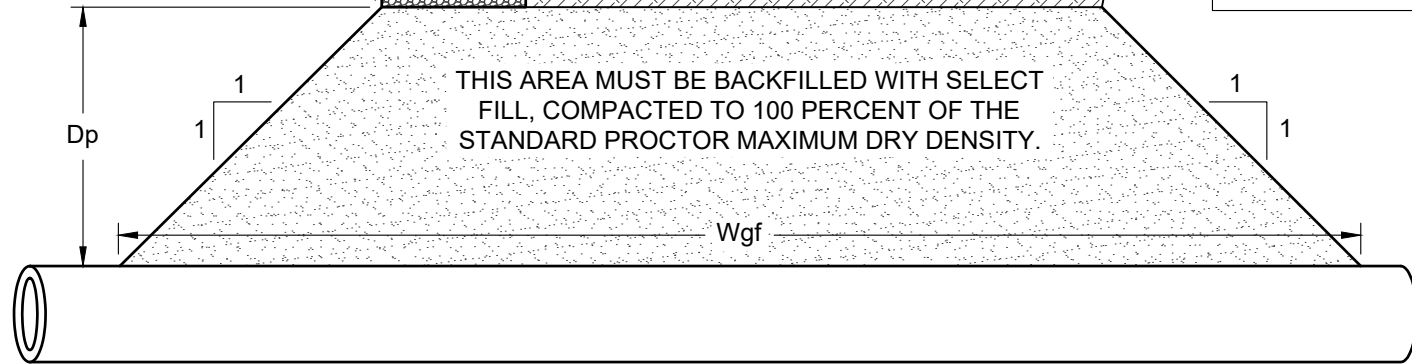 THIS AREA MUST BE BACKFILLED WITH SELECT
FILL, COMPACTED TO 100 PERCENT OF THE
STANDARD PROCTOR MAXIMUM DRY DENSITY.
1
1
Dp
1
1
Wgf